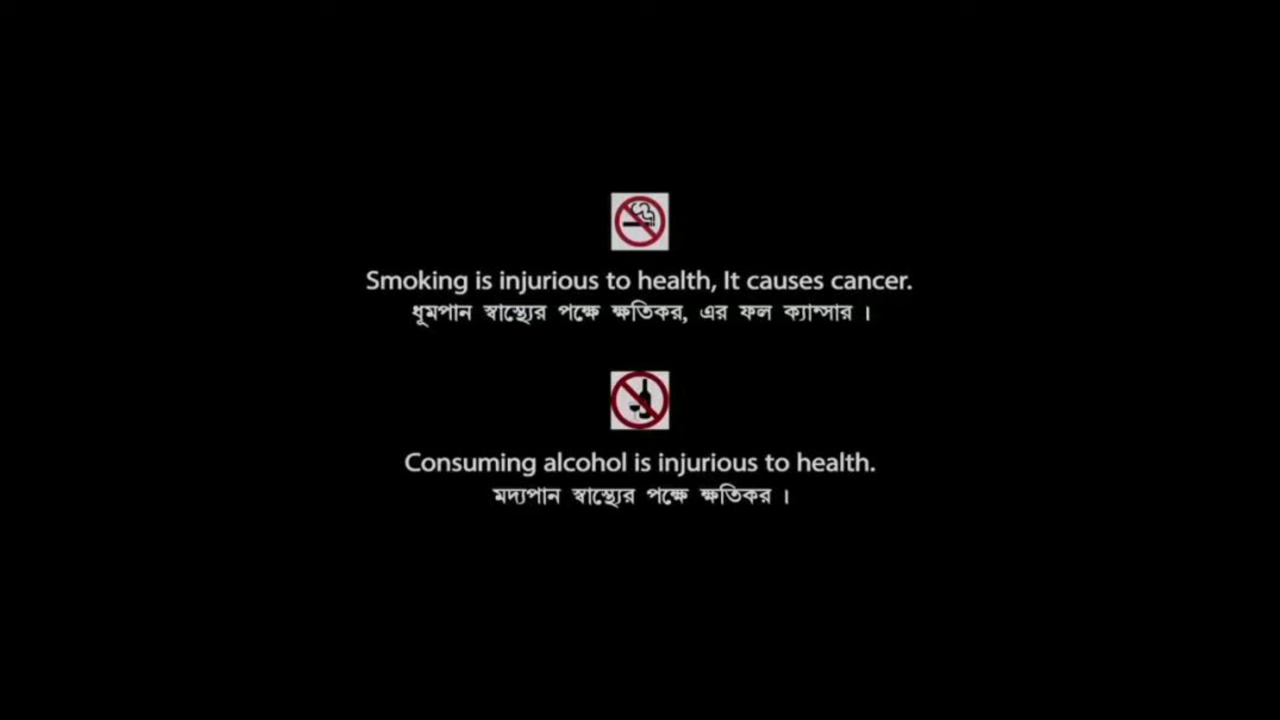 Smoking is injurious to health, It causes cancer.
ধূমপান স্বাস্থ্যের পক্ষে ক্ষতিকর, এর ফল ক্যান্সার ।
Consuming alcohol is injurious to health.
মদ্যপান স্বাস্থ্যের পক্ষে ক্ষতিকর ।